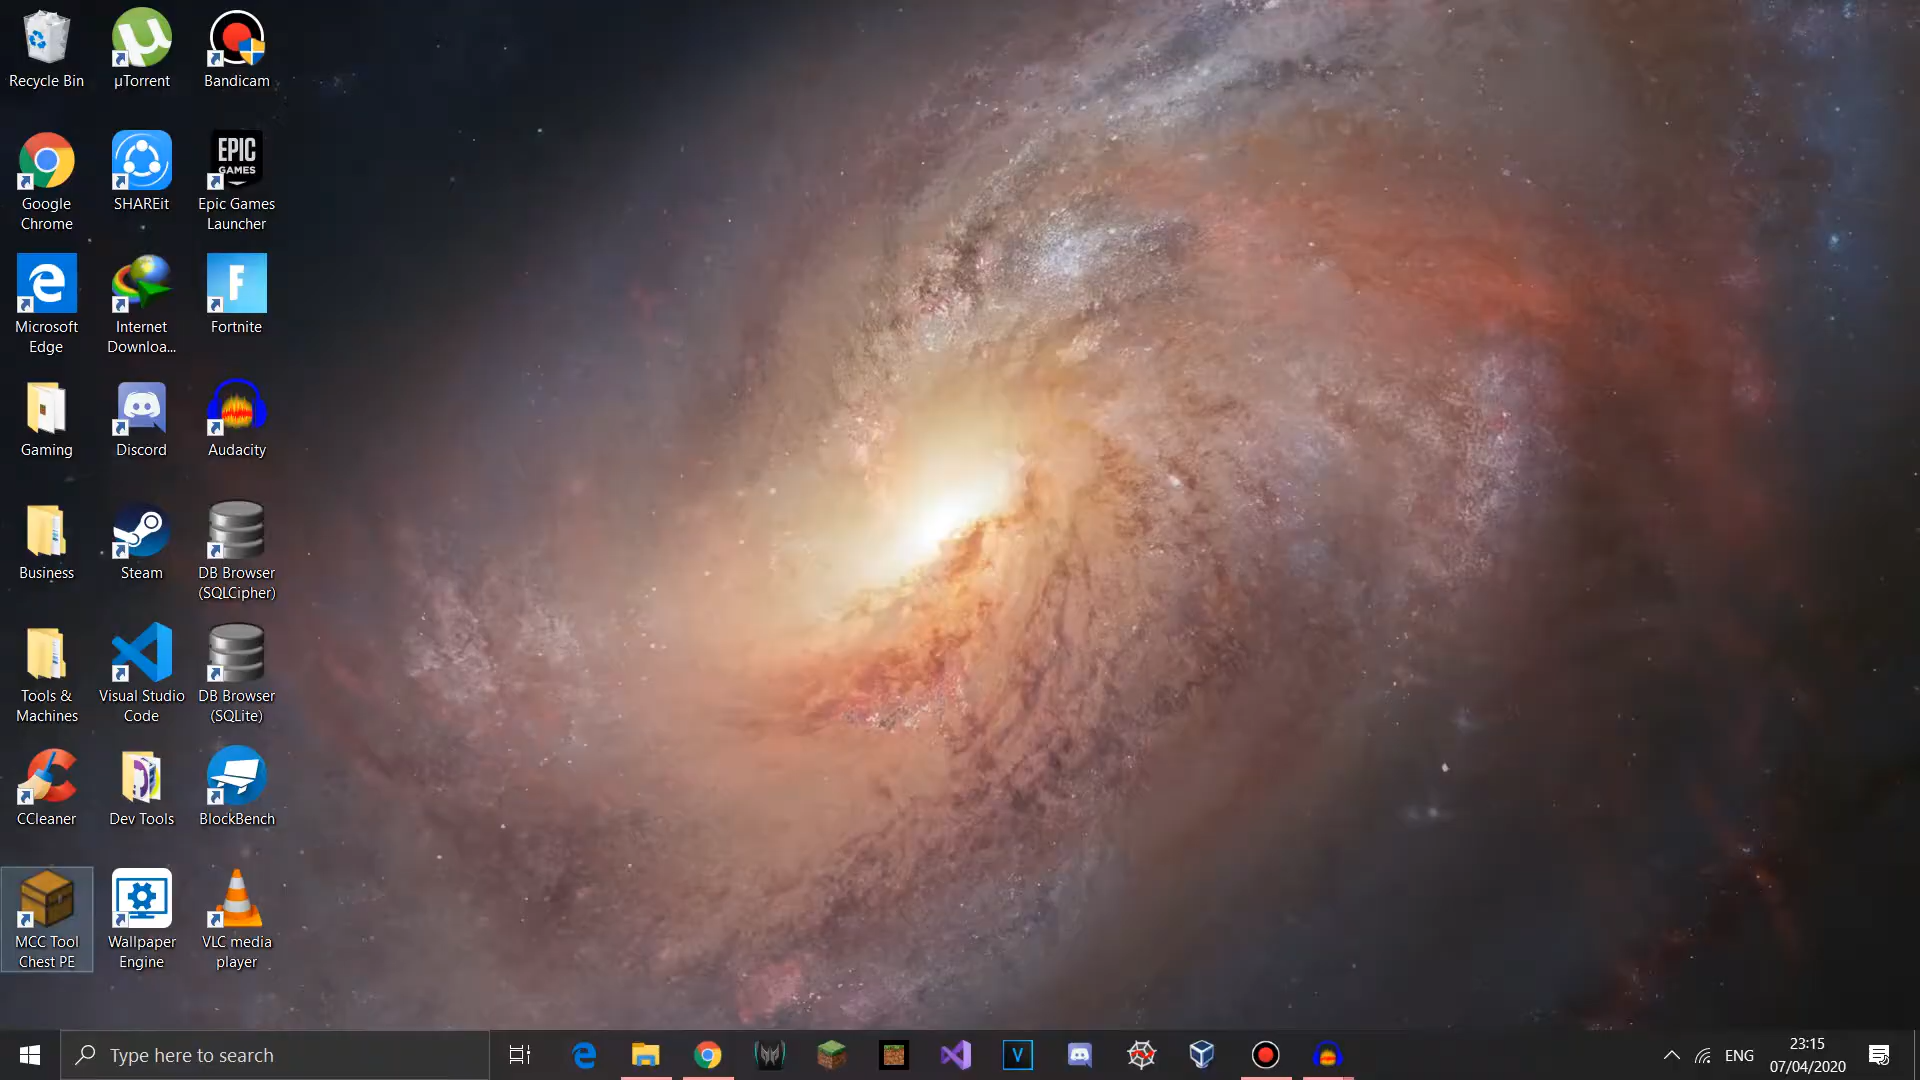 Recycle Bin
µTorrent
Bandicam
Google
Chrome
SHAREit
EPIC
GAMES
Epic Games
Launcher
Microsoft
Edge
Internet
Downloa...
F
Fortnite
Gaming
Discord
Audacity
Business
Steam
DB Browser
(SQLCipher)
Tools &
Machines
Visual Studio
Code
DB Browser
(SQLite)
CCleaner
Dev Tools
BlockBench
MCC Tool
Chest PE
Wallpaper
Engine
VLC media
player
Type here to search
V
ENG
23:15
07/04/2020